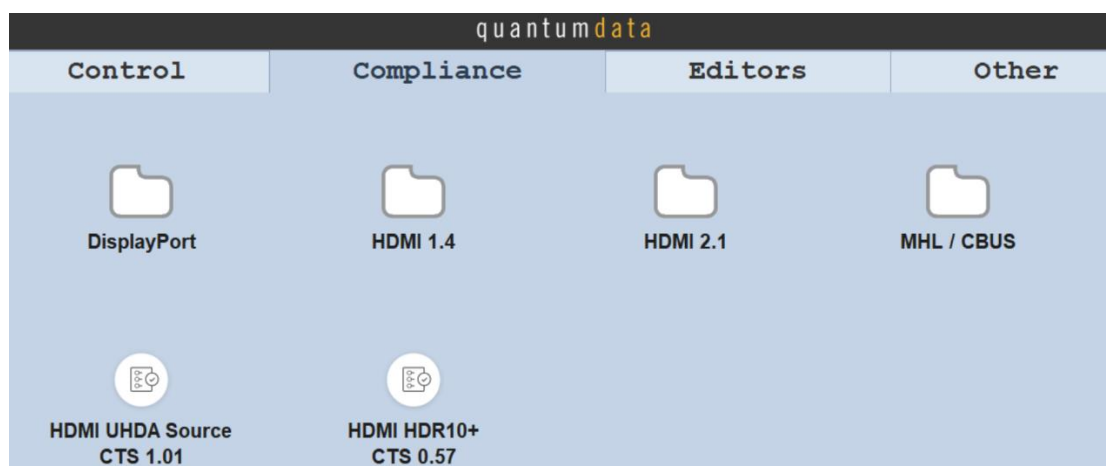 quantumdata
Control Compliance Editors Other
DisplayPort HDMI 1.4 HDMI 2.1 MHL / CBUS
HDMI UHDA Source HDMI HDR10+
CTS 1.01 CTS 0.57